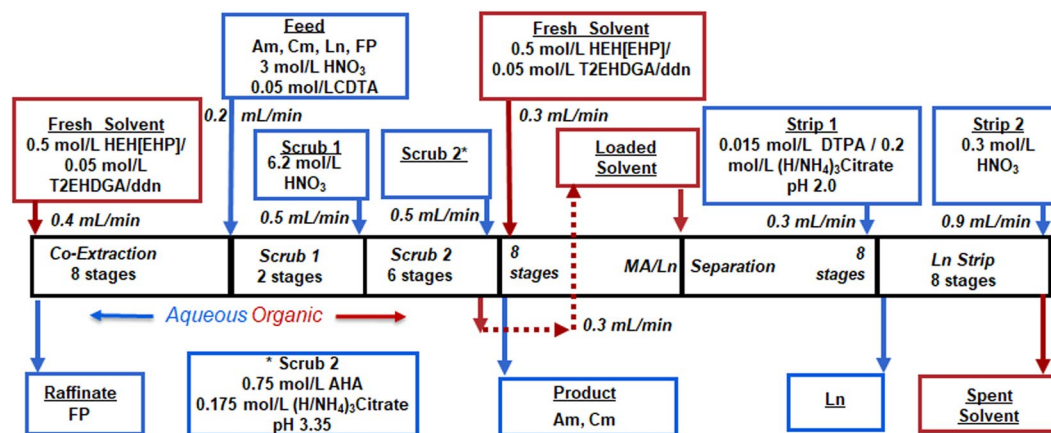 Feed
Am, Cm, Ln, FP
3 mol/L HNO3
0.05 mol/LCDTA
Fresh Solvent
0.5 mol/L HEH[EHP]/
0.05 mol/L T2EHDGA/ddn
Fresh Solvent
0.5 mol/L HEH[EHP]/
0.05 mol/L
T2EHDGA/ddn
0.2 mL/min
Scrub 1
6.2 mol/L
HNO3
Scrub 2*
0.3 mL/min
Loaded
Solvent
Strip 1
0.015 mol/L DTPA / 0.2
mol/L (H/NH4)3Citrate
pH 2.0
Strip 2
0.3 mol/L
HNO3
0.4 mL/min
0.5 mL/min
0.5 mL/min
0.3 mL/min
0.9 mL/min
Co-Extraction
8 stages
Scrub 1
2 stages
Scrub 2
6 stages
8
stages
MA/Ln
Separation
8
stages
Ln Strip
8 stages
Aqueous Organic
0.3 mL/min
Raffinate
FP
* Scrub 2
0.75 mol/L AHA
0.175 mol/L (H/NH4)3Citrate
pH 3.35
Product
Am, Cm
Ln
Spent
Solvent